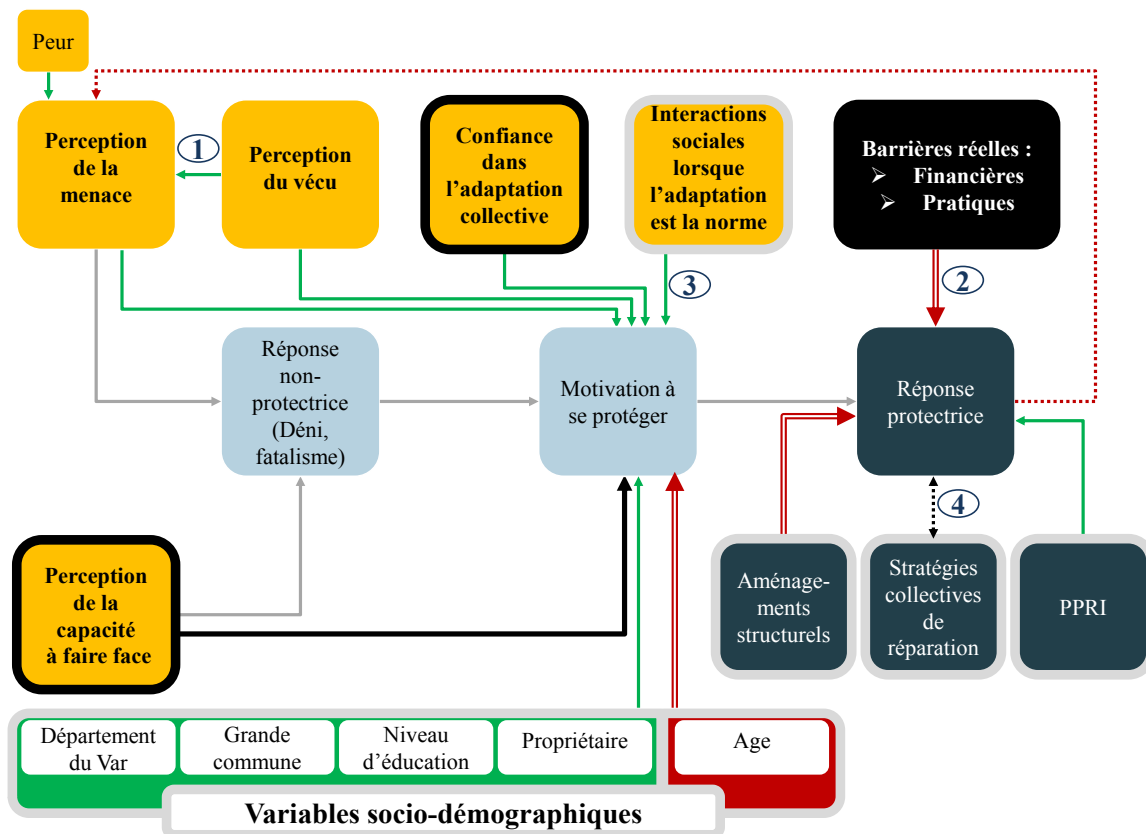 Peur
Perception
de la
menace
1
Perception
du vécu
Confiance
dans
l'adaptation
collective
Interactions
sociales
lorsque
l'adaptation
est la norme
Barrières réelles :
➢ Financières
➢ Pratiques
3
2
Réponse
non-
protectrice
(Déni,
fatalisme)
Motivation à
se protéger
Réponse
protectrice
4
Perception
de la
capacité
à faire face
Aménage-
ments
structurels
Stratégies
collectives
de
réparation
PPRI
Département
du Var
Grande
commune
Niveau
d'éducation
Propriétaire
Age
Variables socio-démographiques